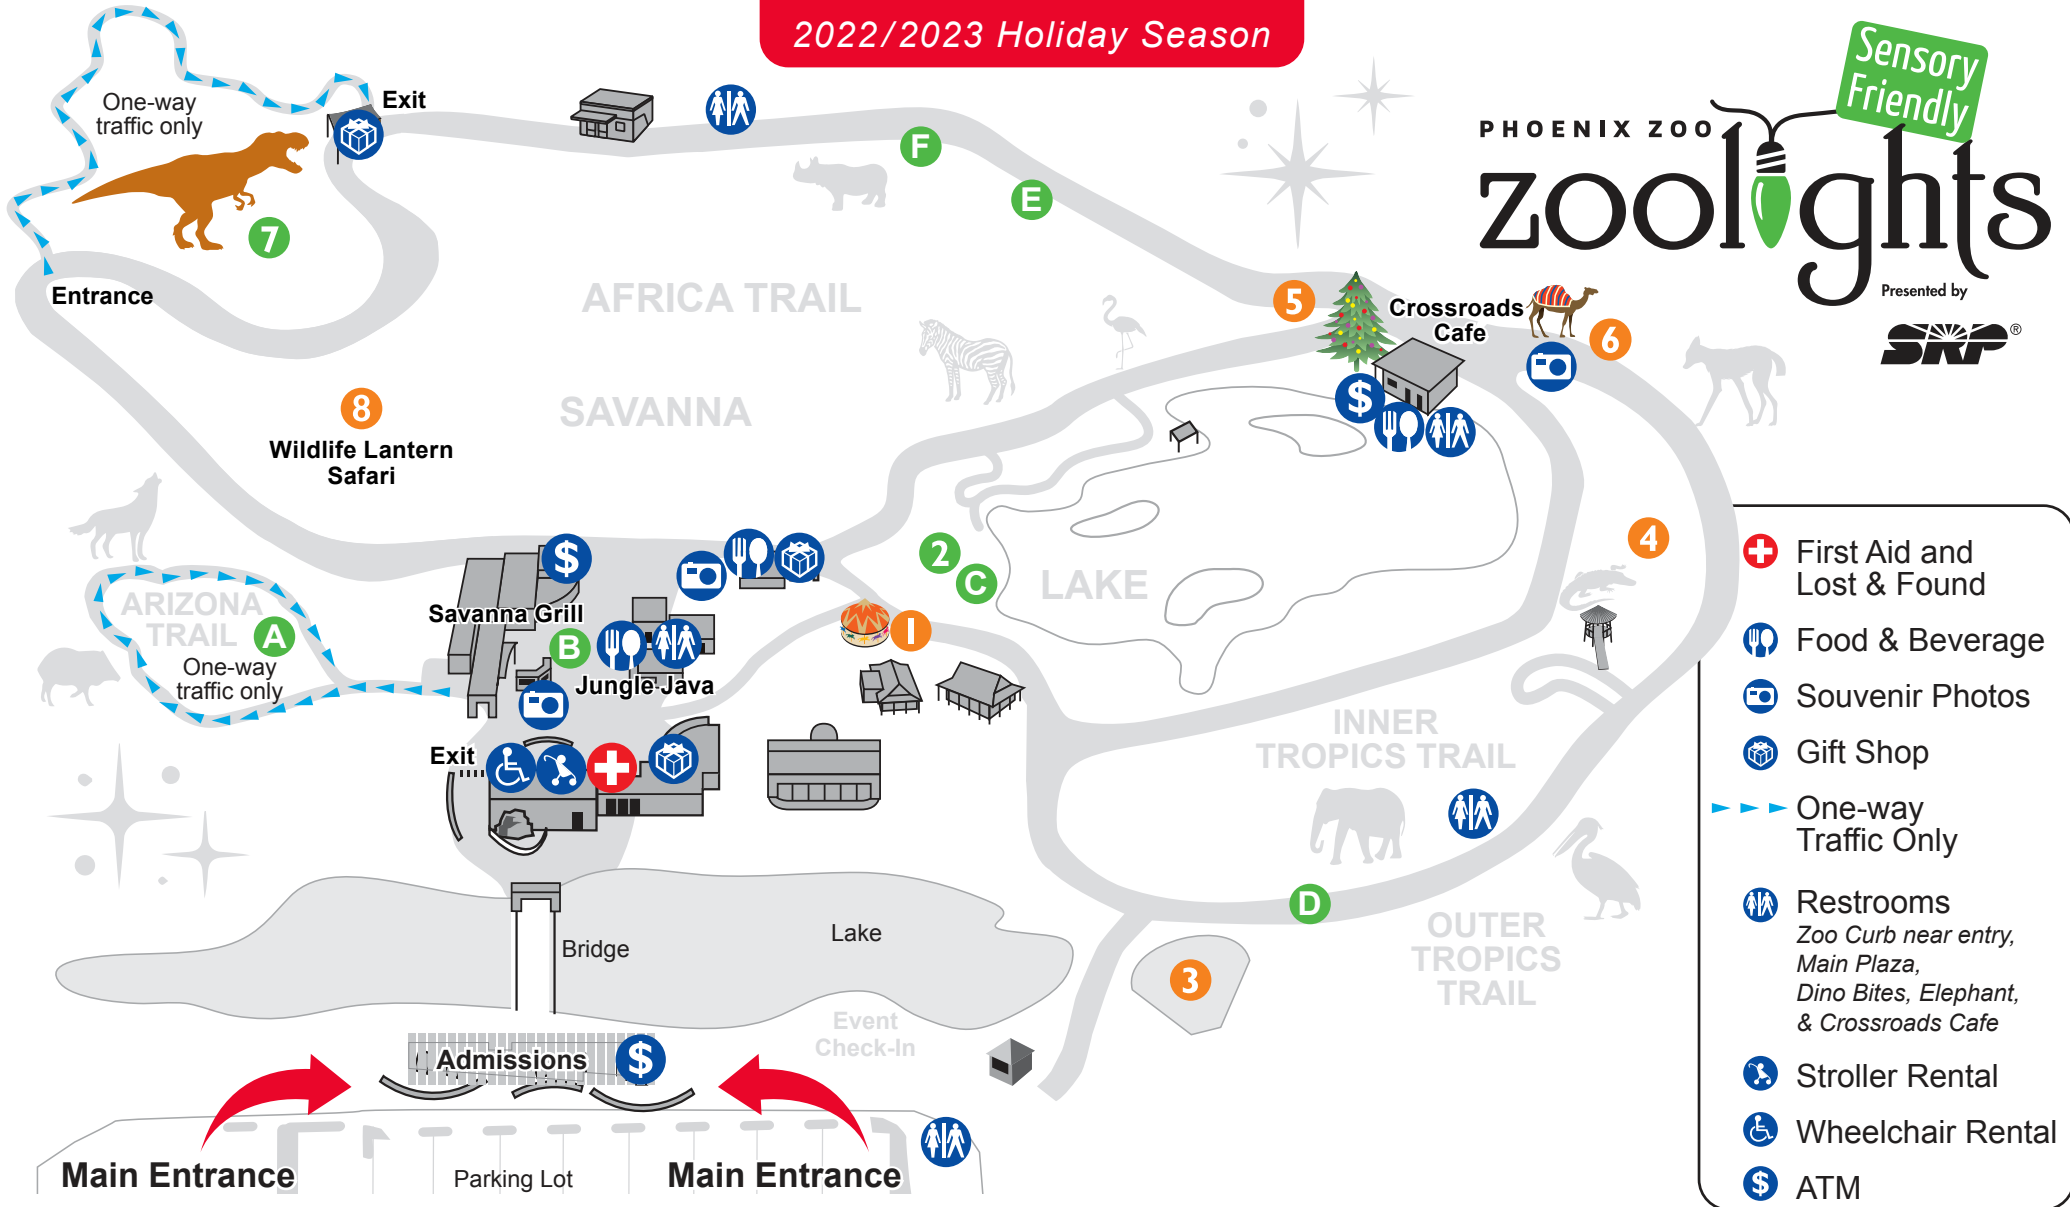 2022/2023 Holiday Season
Sensory
Friendly
PHOENIX ZOO
zoolights
Presented by
SRP®
One-way
traffic only
Exit
7
Entrance
F
E
AFRICA TRAIL
SAVANNA
5
Crossroads
Cafe
6
$
8
Wildlife Lantern
Safari
ARIZONA
TRAIL
A
One-way
traffic only
Savanna Grill
$
B
Jungle Java
Exit
1
2
C
LAKE
4
INNER
TROPICS TRAIL
D
OUTER
TROPICS
TRAIL
3
Bridge
Lake
Event
Check-In
Admissions
$
Main Entrance
Parking Lot
Main Entrance
First Aid and
Lost & Found
Food & Beverage
Souvenir Photos
Gift Shop
One-way
Traffic Only
Restrooms
Zoo Curb near entry,
Main Plaza,
Dino Bites, Elephant,
& Crossroads Cafe
Stroller Rental
Wheelchair Rental
$
ATM